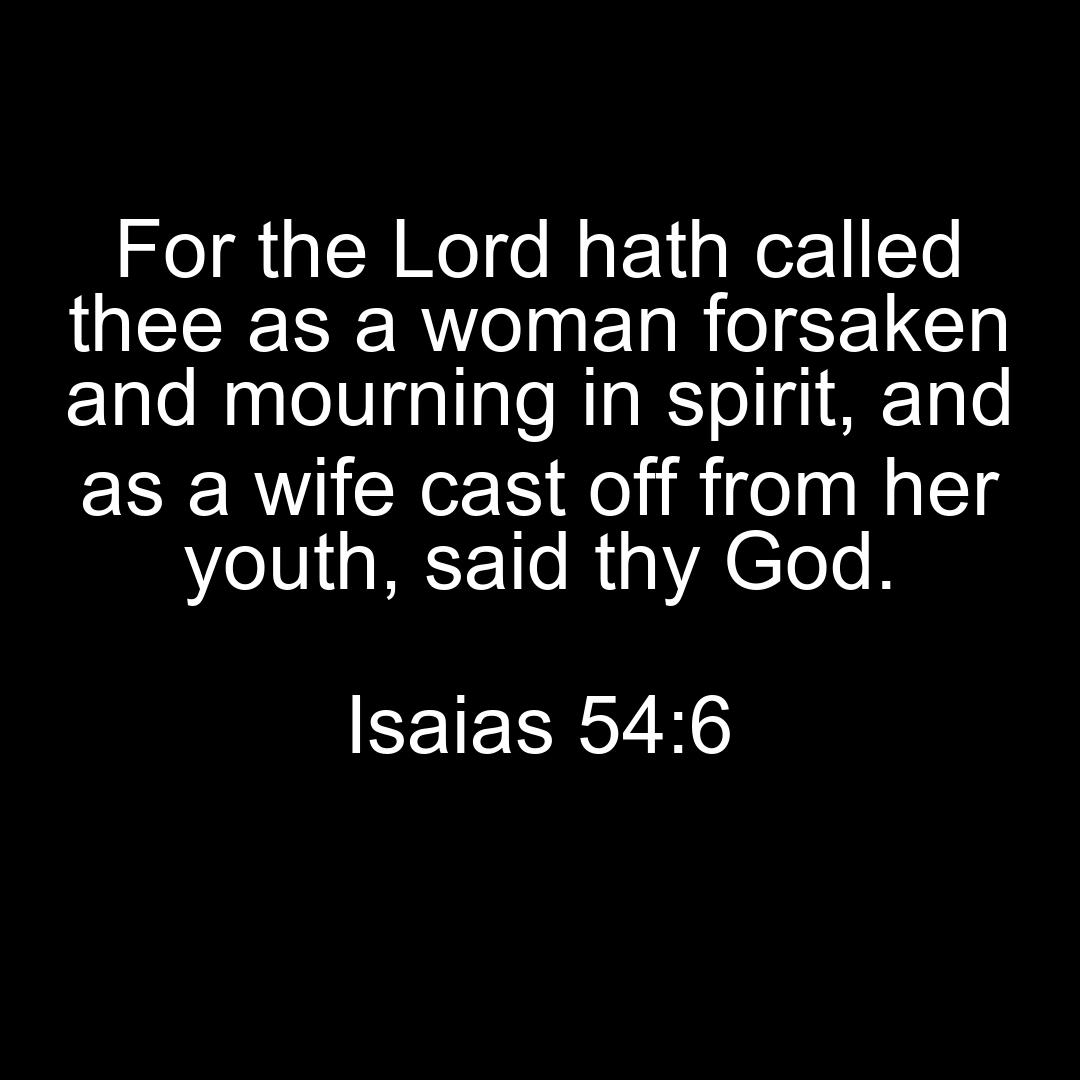 For the Lord hath called
thee as a woman forsaken
and mourning in spirit, and
as a wife cast off from her
youth, said thy God.
Isaias 54:6